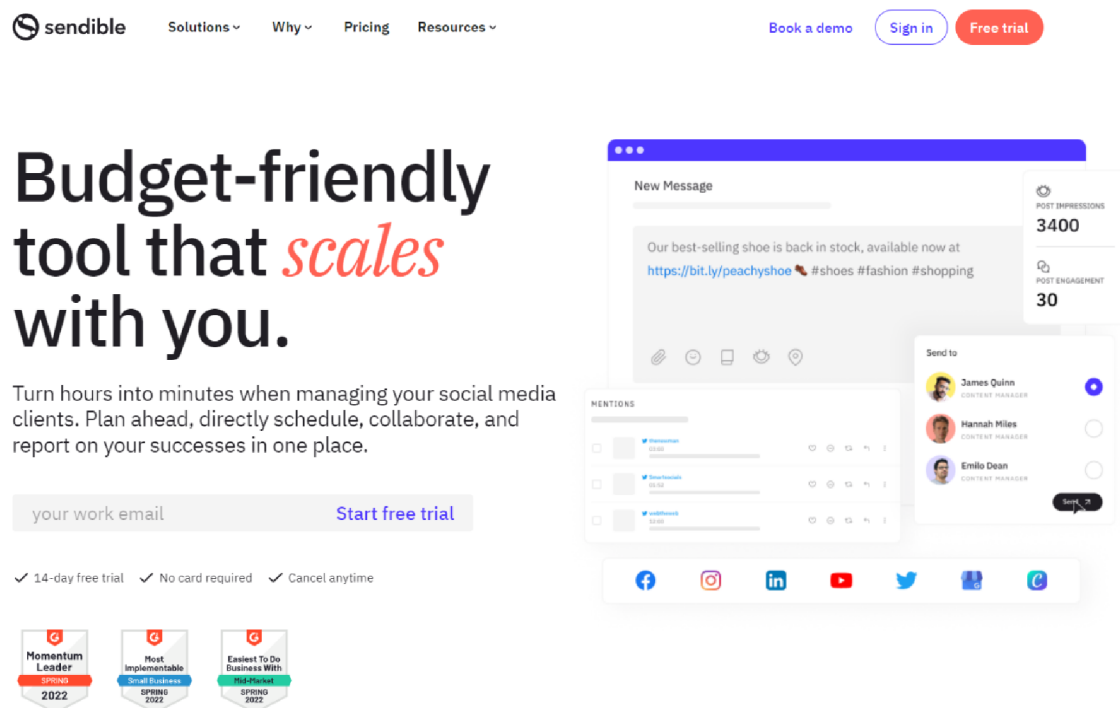 sendible
Solutions
Why
Pricing
Resources
Book a demo
Sign in
Free trial
Budget-friendly
tool that scales
with you.
Turn hours into minutes when managing your social media
clients. Plan ahead, directly schedule, collaborate, and
report on your successes in one place.
your work email
Start free trial
14-day free trial
No card required
Cancel anytime
Momentum
Leader
SPRING
2022
Most
Implementable
Small Business
SPRING
2022
Easiest To Do
Business With
Mid-Market
SPRING
2022
New Message
Our best-selling shoe is back in stock, available now at
https://bit.ly/peachyshoe #shoes #fashion #shopping
POST IMPRESSIONS
3400
POST ENGAGEMENT
30
MENTIONS
Send to
James Quinn
CONTENT MANAGER
Hannah Miles
CONTENT MANAGER
Emilo Dean
CONTENT MANAGER
Send
in